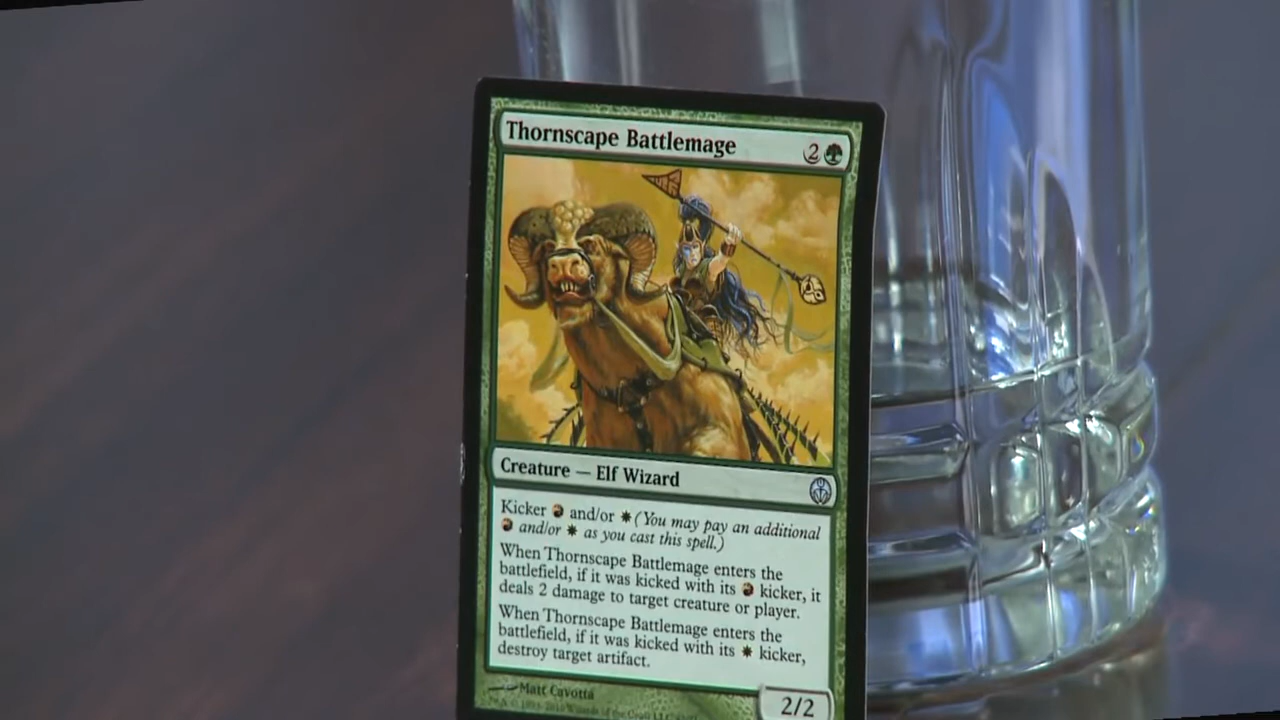 Thornscape Battlemage 2
Creature — Elf Wizard
Kicker and/or (You may pay an additional
and/or as you cast this spell.)
When Thornscape Battlemage enters the
battlefield, if it was kicked with its kicker, it
deals 2 damage to target creature or player.
When Thornscape Battlemage enters the
battlefield, if it was kicked with its kicker,
destroy target artifact.
Matt Cavotta
2/2